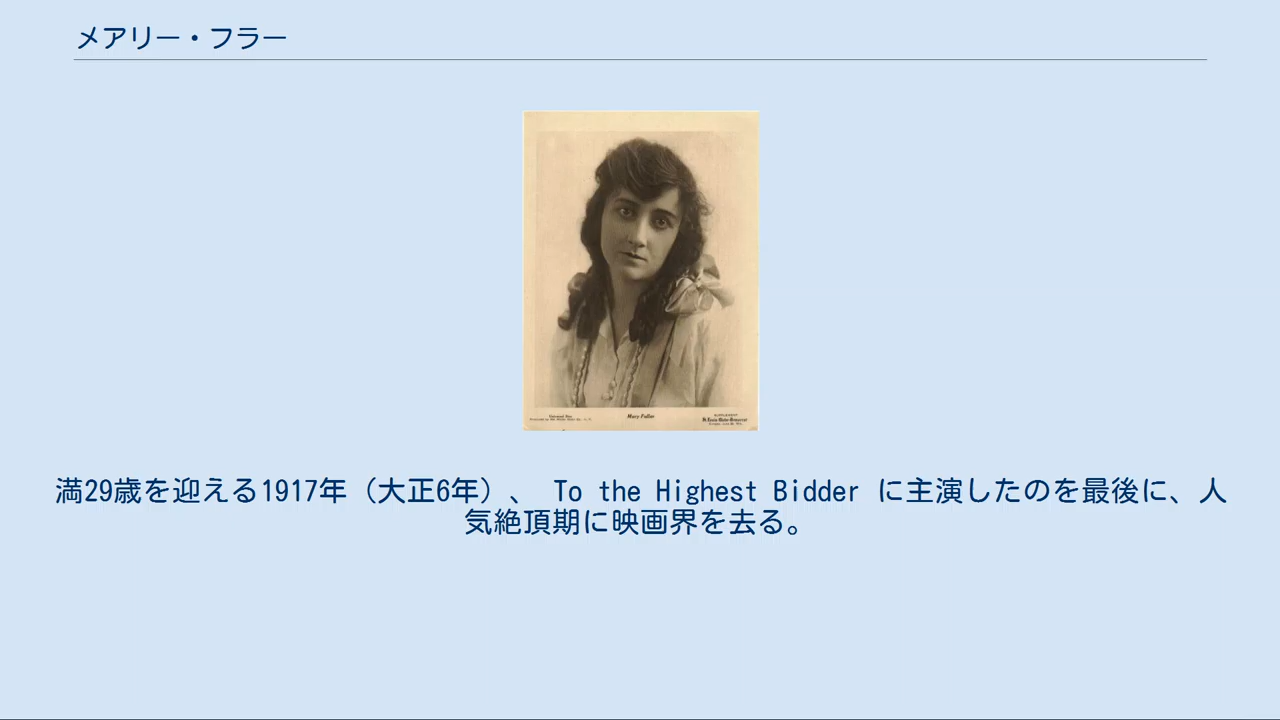 メアリー・フラー
Mary Fuller
SUPPLEMENT
満29歳を迎える1917年（大正6年）、 To the Highest Bidder に主演したのを最後に、人
気絶頂期に映画界を去る。